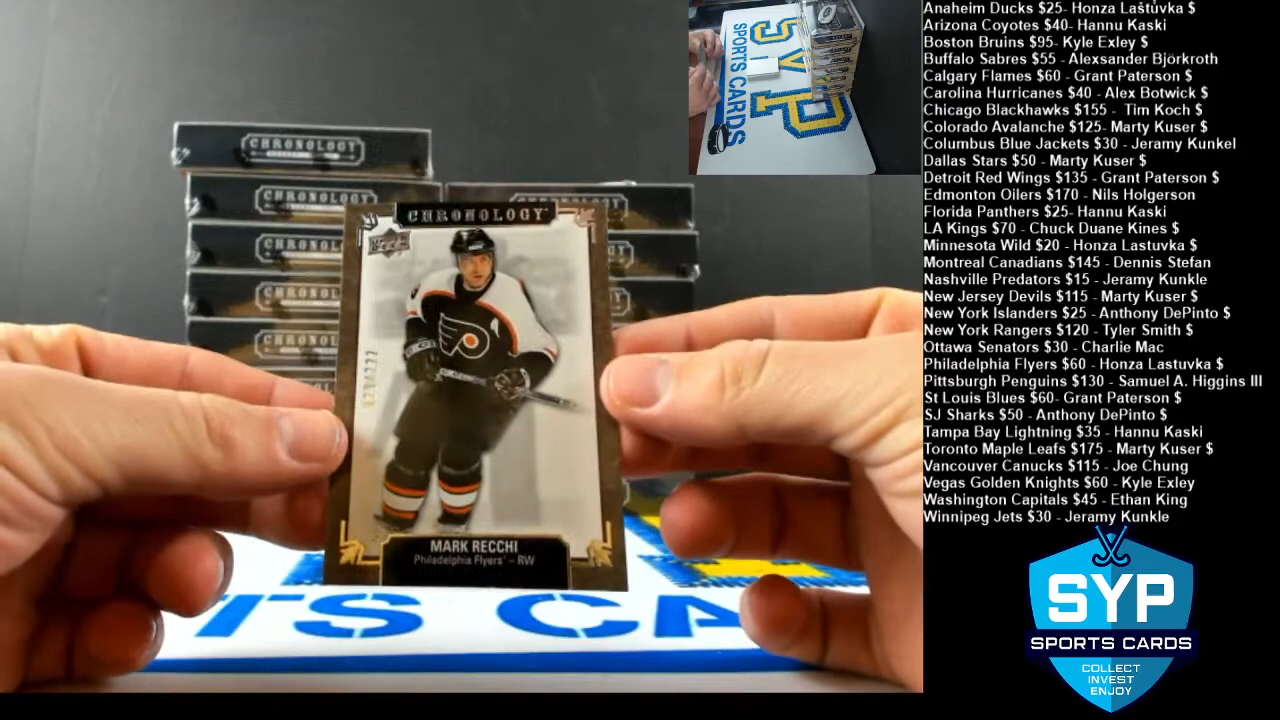 CHRONOLOGY
CHRONOLOGY
UPPER DECK
MARK RECCHI
Philadelphia Flyers® – RW
TS CA
SYP
SPORTS CARDS
Anaheim Ducks $25- Honza Laštůvka $
Arizona Coyotes $40- Hannu Kaski
Boston Bruins $95- Kyle Exley $
Buffalo Sabres $55 - Alexsander Björkroth
Calgary Flames $60 - Grant Paterson $
Carolina Hurricanes $40 - Alex Botwick $
Chicago Blackhawks $155 - Tim Koch $
Colorado Avalanche $125- Marty Kuser $
Columbus Blue Jackets $30 - Jeramy Kunkel
Dallas Stars $50 - Marty Kuser $
Detroit Red Wings $135 - Grant Paterson $
Edmonton Oilers $170 - Nils Holgerson
Florida Panthers $25- Hannu Kaski
LA Kings $70 - Chuck Duane Kines $
Minnesota Wild $20 - Honza Lastuvka $
Montreal Canadians $145 - Dennis Stefan
Nashville Predators $15 - Jeramy Kunkle
New Jersey Devils $115 - Marty Kuser $
New York Islanders $25 - Anthony DePinto $
New York Rangers $120 - Tyler Smith $
Ottawa Senators $30 - Charlie Mac
Philadelphia Flyers $60 - Honza Lastuvka $
Pittsburgh Penguins $130 - Samuel A. Higgins III
St Louis Blues $60- Grant Paterson $
SJ Sharks $50 - Anthony DePinto $
Tampa Bay Lightning $35 - Hannu Kaski
Toronto Maple Leafs $175 - Marty Kuser $
Vancouver Canucks $115 - Joe Chung
Vegas Golden Knights $60 - Kyle Exley
Washington Capitals $45 - Ethan King
Winnipeg Jets $30 - Jeramy Kunkle
SYP
SPORTS CARDS
COLLECT
INVEST
ENJOY